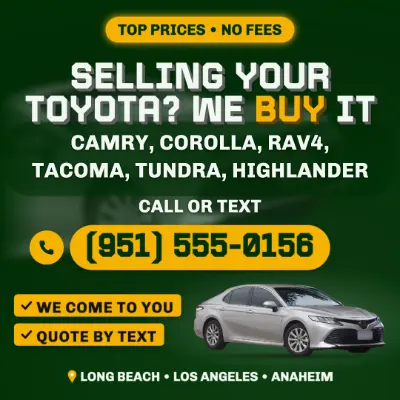 TOP PRICES • NO FEES
SELLING YOUR
TOYOTA? WE BUY IT
CAMRY, COROLLA, RAV4,
TACOMA, TUNDRA, HIGHLANDER
CALL OR TEXT
(951) 555-0156
✓ WE COME TO YOU
✓ QUOTE BY TEXT
LONG BEACH • LOS ANGELES • ANAHEIM